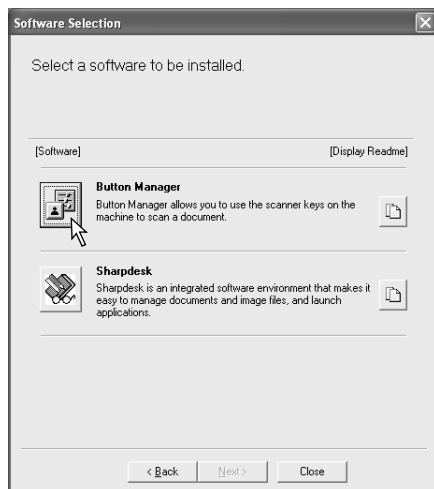 Software Selection
Select a software to be installed.
[Software] [Display Readme]
Button Manager
Button Manager allows you to use the scanner keys on the
machine to scan a document.
Sharpdesk
Sharpdesk is an integrated software environment that makes it
easy to manage documents and image files, and launch
applications.
< Back Next > Close